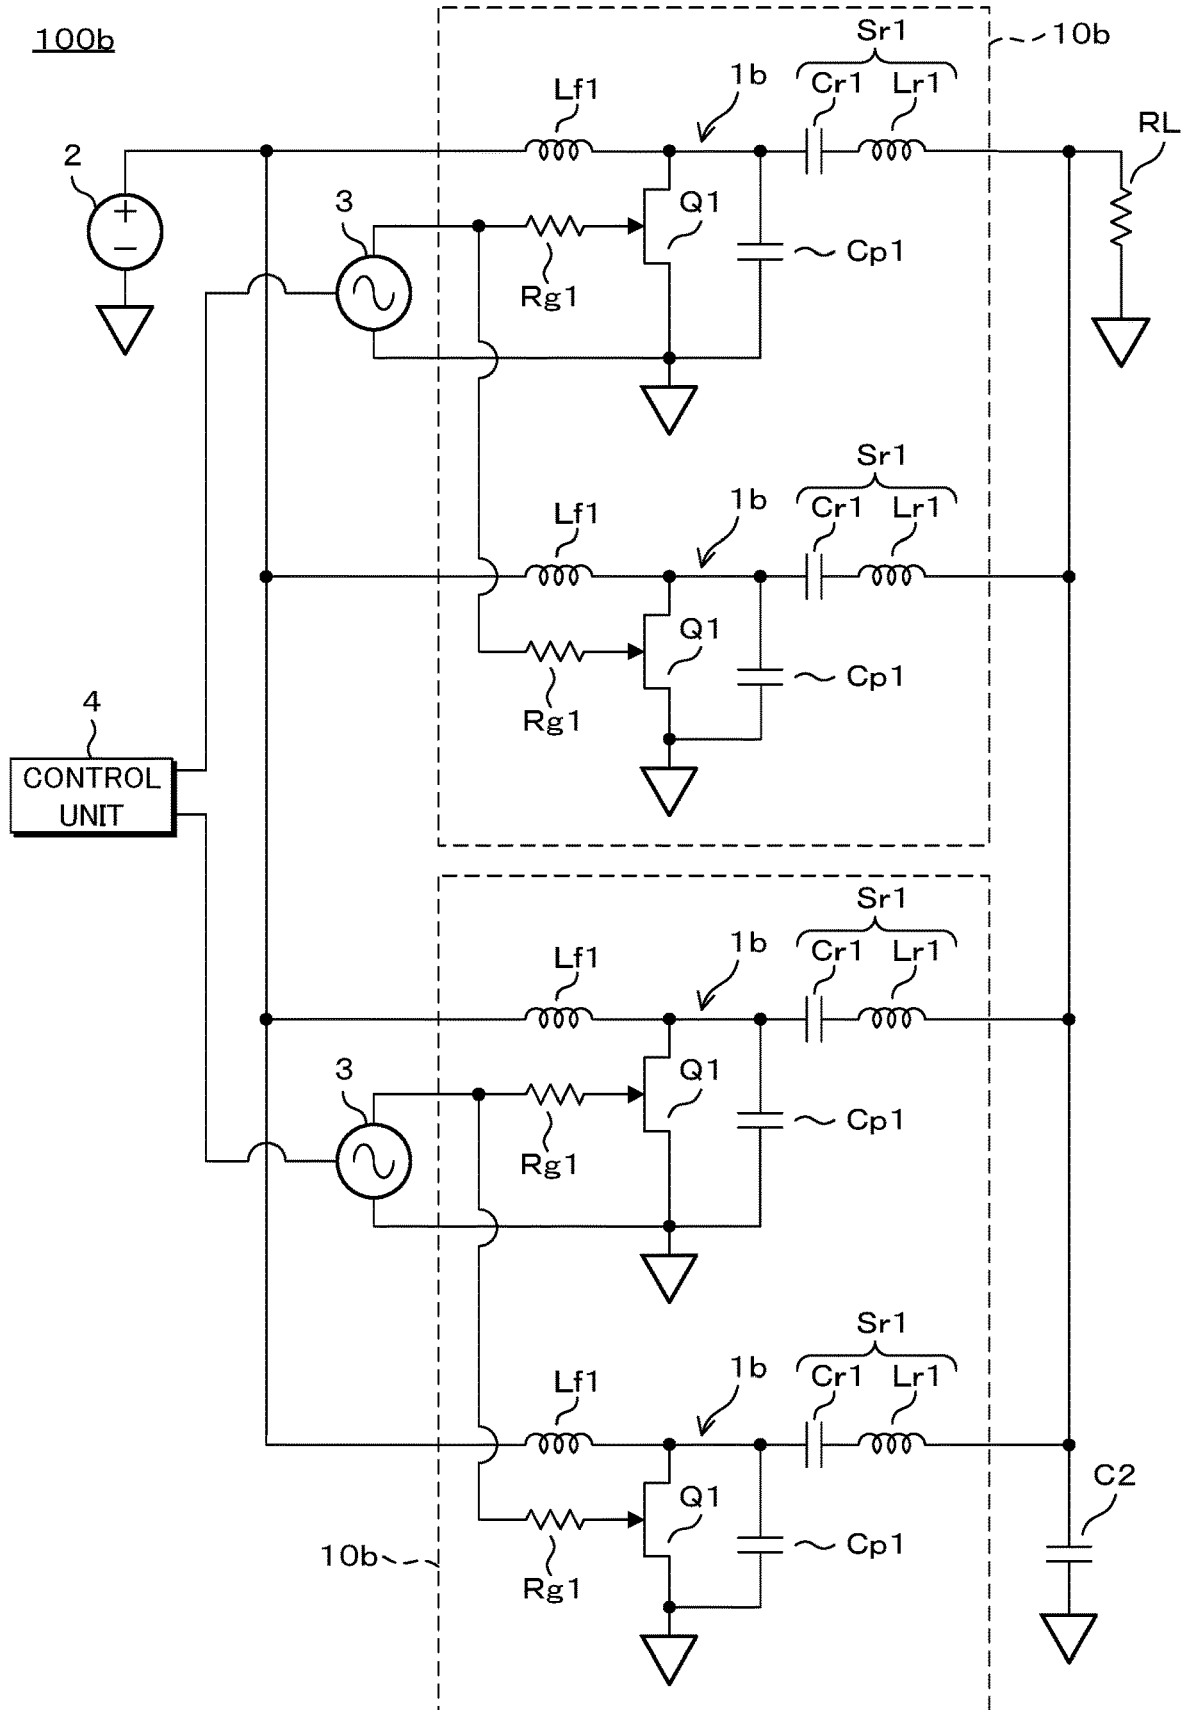 100b
10b
Sr1
Cr1
Lr1
1b
Lf1
RL
2
+
−
3
Q1
Cp1
Rg1
Sr1
Cr1
Lr1
1b
Lf1
Q1
Cp1
Rg1
4
CONTROL
UNIT
Sr1
Cr1
Lr1
1b
Lf1
3
Q1
Cp1
Rg1
Sr1
Cr1
Lr1
1b
Lf1
C2
Q1
Cp1
10b
Rg1